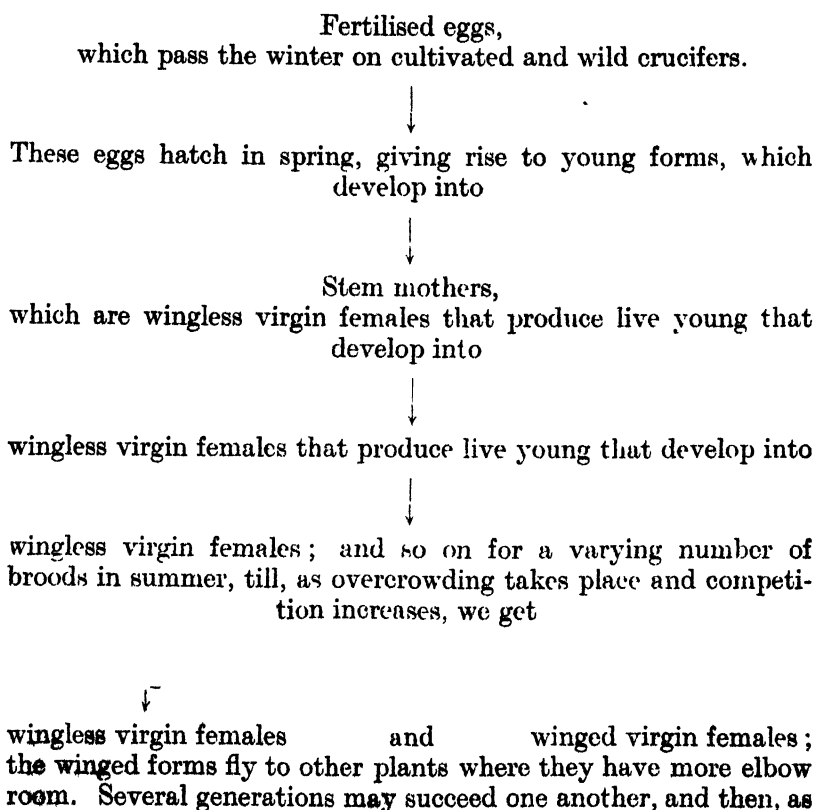 Fertilised eggs,
which pass the winter on cultivated and wild crucifers.
These eggs hatch in spring, giving rise to young forms, which
develop into
Stem mothers,
which are wingless virgin females that produce live young that
develop into
wingless virgin females that produce live young that develop into
wingless virgin females; and so on for a varying number of
broods in summer, till, as overcrowding takes place and competi-
tion increases, we get
wingless virgin females and winged virgin females;
the winged forms fly to other plants where they have more elbow
room. Several generations may succeed one another, and then, as